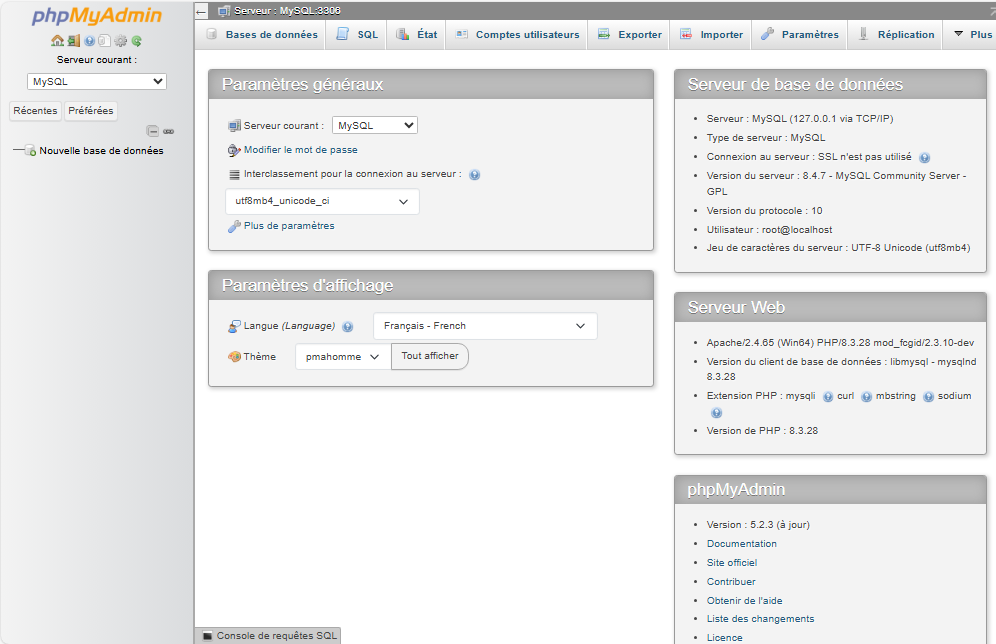 phpMyAdmin
Serveur courant :
MySQL
Récentes Préférées
Nouvelle base de données
Serveur : MySQL:3306
Bases de données SQL État Comptes utilisateurs Exporter Importer Paramètres Réplication Plus
Paramètres généraux
Serveur courant : MySQL
Modifier le mot de passe
Interclassement pour la connexion au serveur :
utf8mb4_unicode_ci
Plus de paramètres
Paramètres d'affichage
Langue (Language) Français - French
Thème pmahomme Tout afficher
Serveur de base de données
Serveur : MySQL (127.0.0.1 via TCP/IP)
Type de serveur : MySQL
Connexion au serveur : SSL n'est pas utilisé
Version du serveur : 8.4.7 - MySQL Community Server -
GPL
Version du protocole : 10
Utilisateur : root@localhost
Jeu de caractères du serveur : UTF-8 Unicode (utf8mb4)
Serveur Web
Apache/2.4.65 (Win64) PHP/8.3.28 mod_fcgid/2.3.10-dev
Version du client de base de données : libmysql - mysqlnd
8.3.28
Extension PHP : mysqli curl mbstring sodium
Version de PHP : 8.3.28
phpMyAdmin
Version : 5.2.3 (à jour)
Documentation
Site officiel
Contribuer
Obtenir de l'aide
Liste des changements
Licence
Console de requêtes SQL